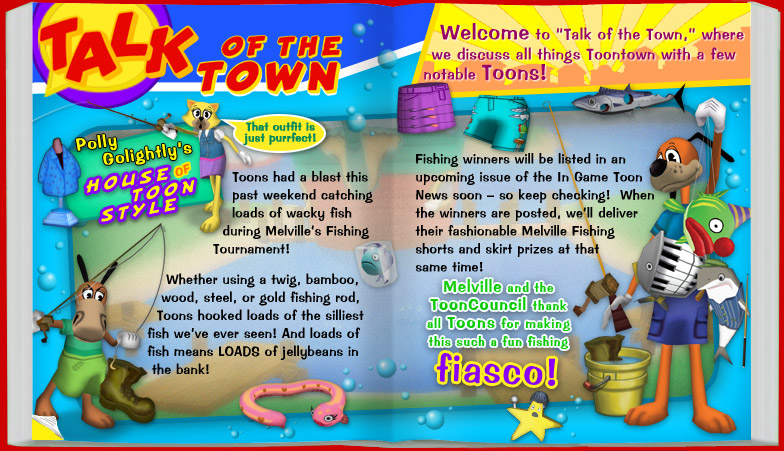 TALK
OF THE
TOWN
Polly
Golightly's
HOUSE OF
TOON
STYLE
That outfit is
just purrfect!
Toons had a blast this
past weekend catching
loads of wacky fish
during Melville's Fishing
Tournament!
Whether using a twig, bamboo,
wood, steel, or gold fishing rod,
Toons hooked loads of the silliest
fish we've ever seen! And loads of
fish means LOADS of jellybeans in
the bank!
Welcome to "Talk of the Town," where
we discuss all things Toontown with a few
notable Toons!
Fishing winners will be listed in an
upcoming issue of the In Game Toon
News soon – so keep checking! When
the winners are posted, we'll deliver
their fashionable Melville Fishing
shorts and skirt prizes at that
same time!
Melville and the
ToonCouncil thank
all Toons for making
this such a fun fishing
fiasco!